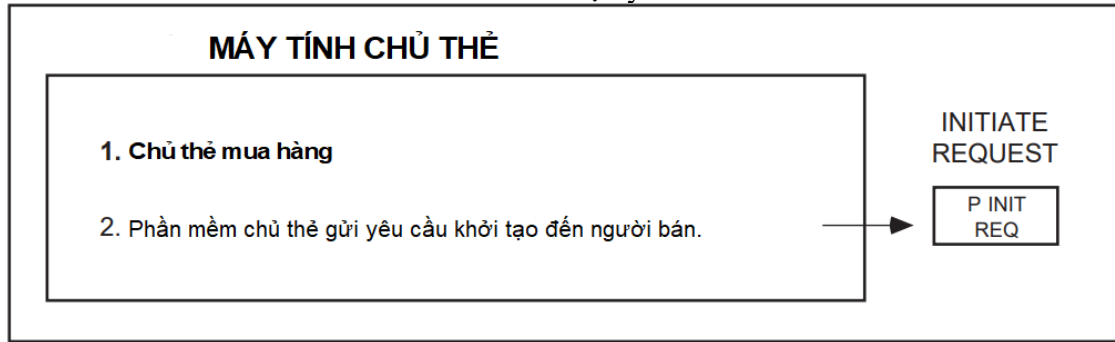 MÁY TÍNH CHỦ THẺ
1. Chủ thẻ mua hàng
2. Phần mềm chủ thẻ gửi yêu cầu khởi tạo đến người bán.
INITIATE
REQUEST
P INIT
REQ